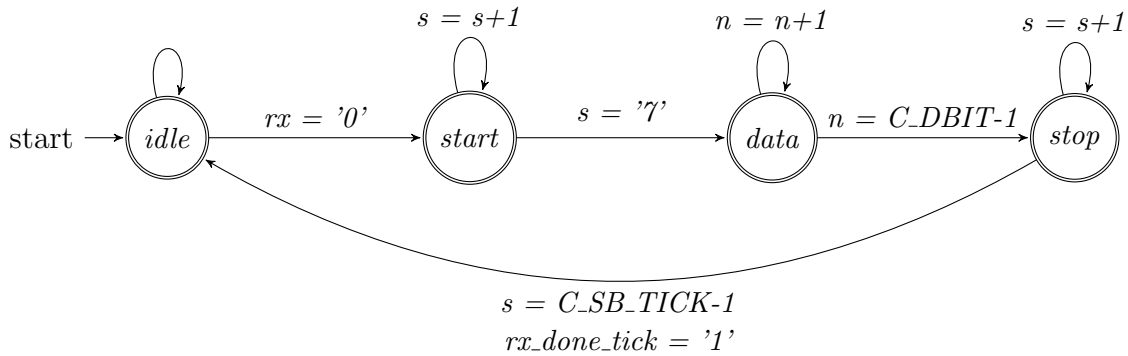 s = s+1
n = n+1
s = s+1
start
idle
rx = '0'
start
s = '7'
data
n = C_DBIT-1
stop
s = C_SB_TICK-1
rx_done_tick = '1'